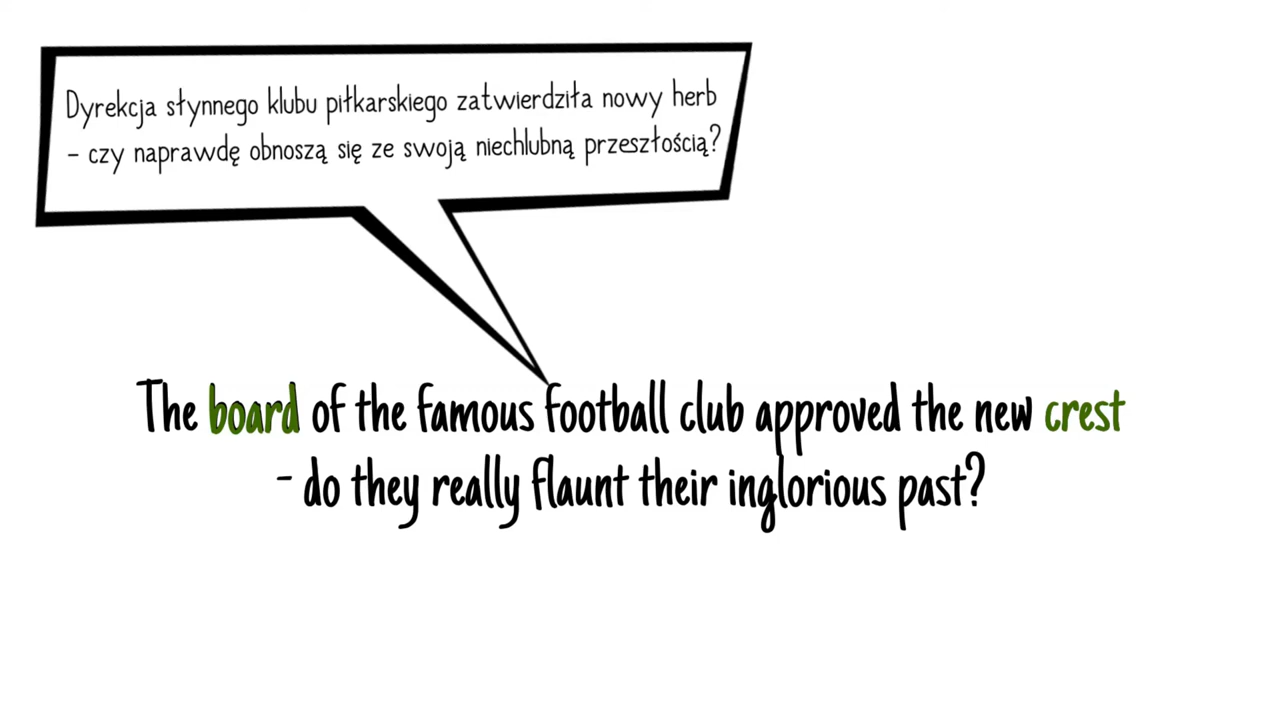 Dyrekcja słynnego klubu piłkarskiego zatwierdziła nowy herb
- czy naprawdę obnoszą się ze swoją niechlubną przeszłością?
The board of the famous football club approved the new crest
- do they really flaunt their inglorious past?